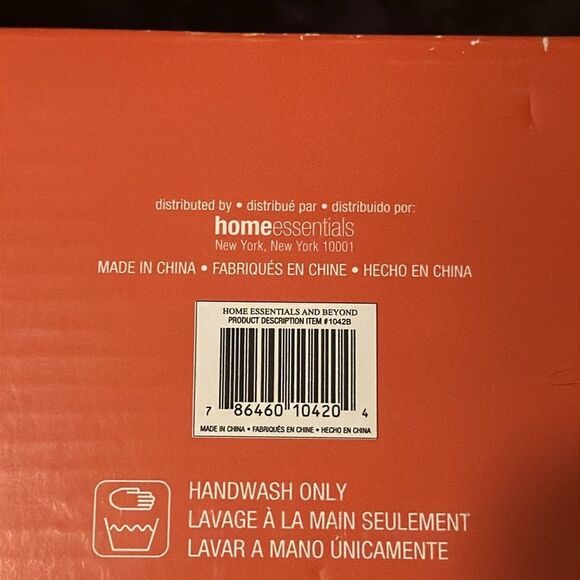 distributed by • distribué par • distribuido por:
homeessentials
New York, New York 10001
MADE IN CHINA • FABRIQUÉS EN CHINE • HECHO EN CHINA
HOME ESSENTIALS AND BEYOND
PRODUCT DESCRIPTION ITEM #1042B
7 86460 10420 4
MADE IN CHINA • FABRIQUÉS EN CHINE • HECHO EN CHINA
HANDWASH ONLY
LAVAGE À LA MAIN SEULEMENT
LAVAR A MANO ÚNICAMENTE